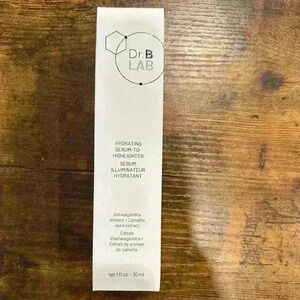 Dr.B
LAB
HYDRATING
SERUM-TO-
HIGHLIGHTER
SÉRUM
ILLUMINATEUR
HYDRATANT
ashwagandha
extract + Camellia
seed extract
Extrait
d'ashwagandha +
Extrait de graines
de camellia
net 1 fl oz - 30 ml